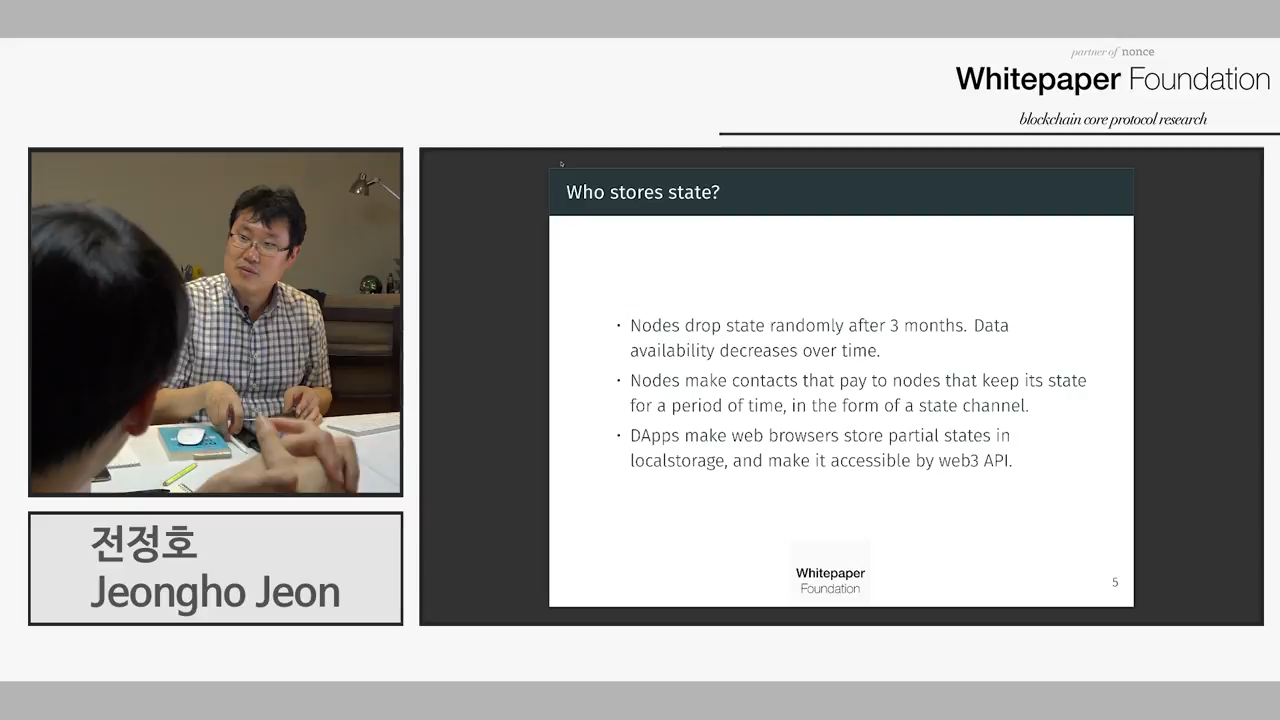 partner of nonce
Whitepaper Foundation
blockchain core protocol research
Who stores state?
· Nodes drop state randomly after 3 months. Data
availability decreases over time.
· Nodes make contacts that pay to nodes that keep its state
for a period of time, in the form of a state channel.
· DApps make web browsers store partial states in
localstorage, and make it accessible by web3 API.
Whitepaper
Foundation
5
전정호
Jeongho Jeon